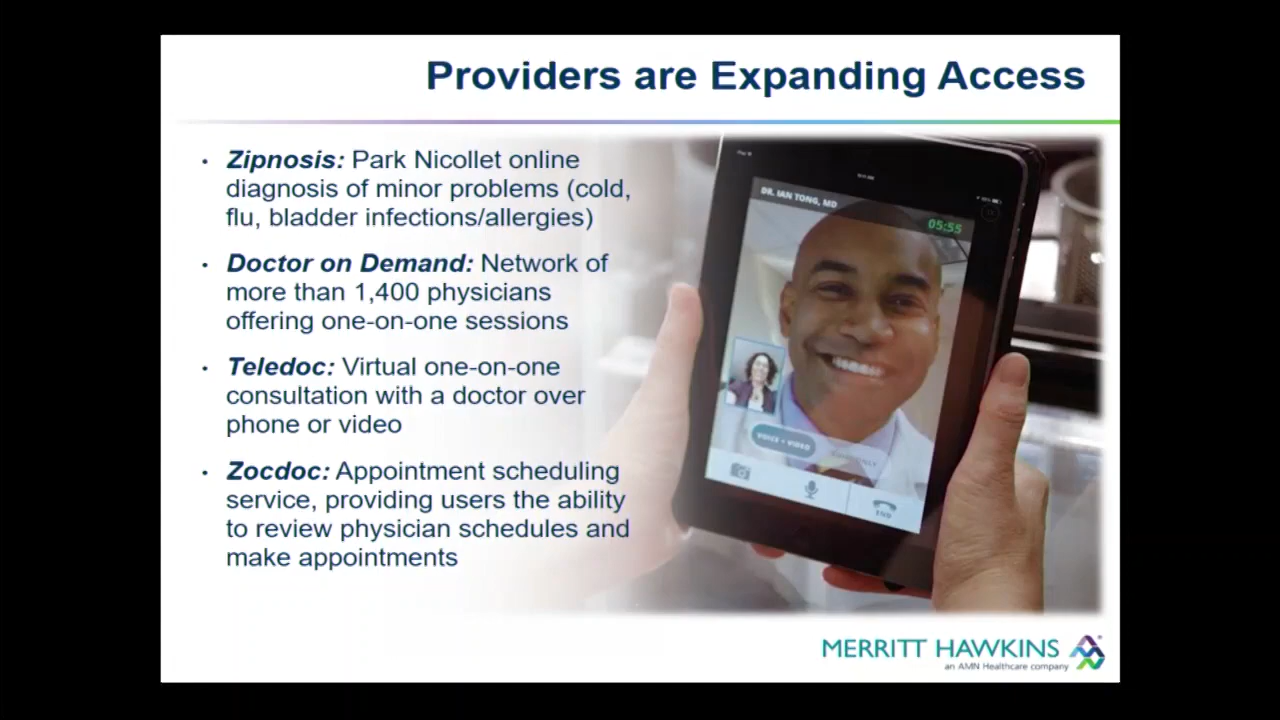 Providers are Expanding Access
• Zipnosis: Park Nicollet online
diagnosis of minor problems (cold,
flu, bladder infections/allergies)
• Doctor on Demand: Network of
more than 1,400 physicians
offering one-on-one sessions
• Teledoc: Virtual one-on-one
consultation with a doctor over
phone or video
• Zocdoc: Appointment scheduling
service, providing users the ability
to review physician schedules and
make appointments
DR. IAN TONG, MD
05:55
VOICE + VIDEO
END
MERRITT HAWKINS
an AMN Healthcare company